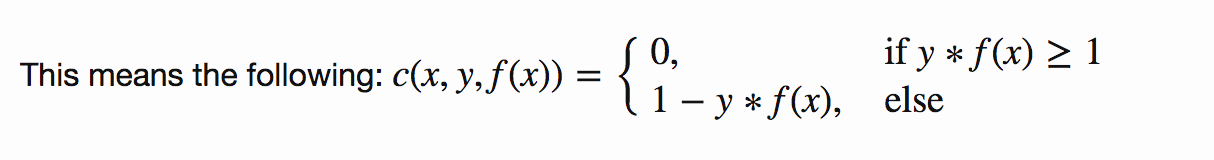 This means the following: c(x, y, f(x)) = { 0, if y ∗ f(x) ≥ 1
1 − y ∗ f(x), else